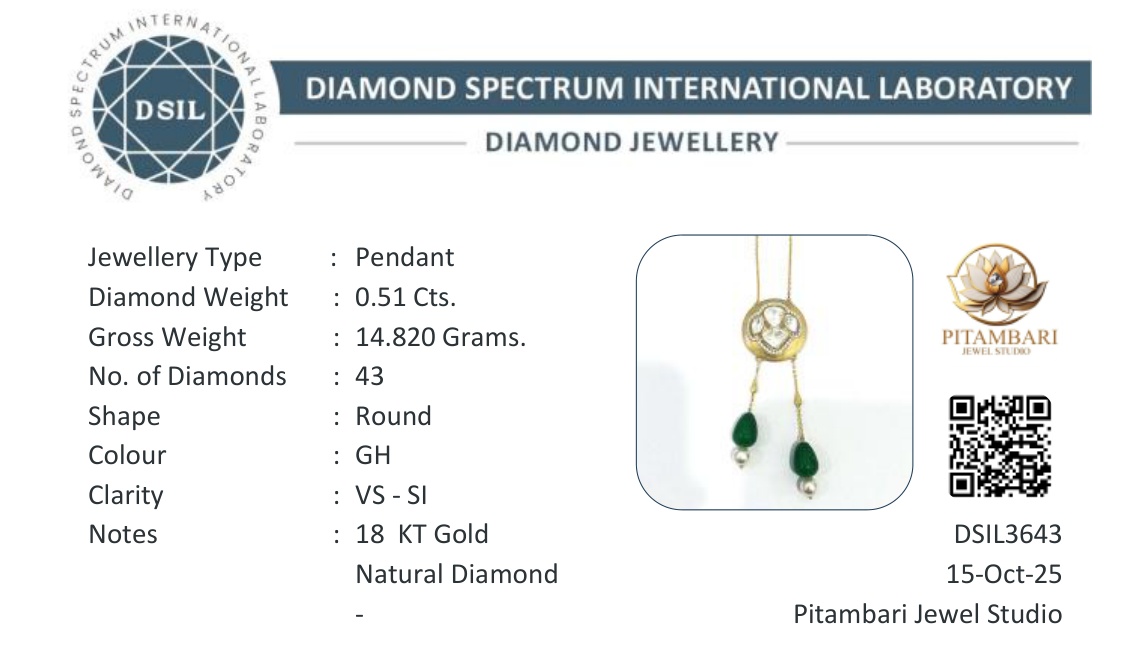 DIAMOND SPECTRUM INTERNATIONAL LABORATORY
DSIL
DIAMOND SPECTRUM INTERNATIONAL LABORATORY
DIAMOND JEWELLERY
Jewellery Type : Pendant
Diamond Weight : 0.51 Cts.
Gross Weight : 14.820 Grams.
No. of Diamonds : 43
Shape : Round
Colour : GH
Clarity : VS - SI
Notes : 18 KT Gold
Natural Diamond
-
PITAMBARI
JEWEL STUDIO
DSIL3643
15-Oct-25
Pitambari Jewel Studio